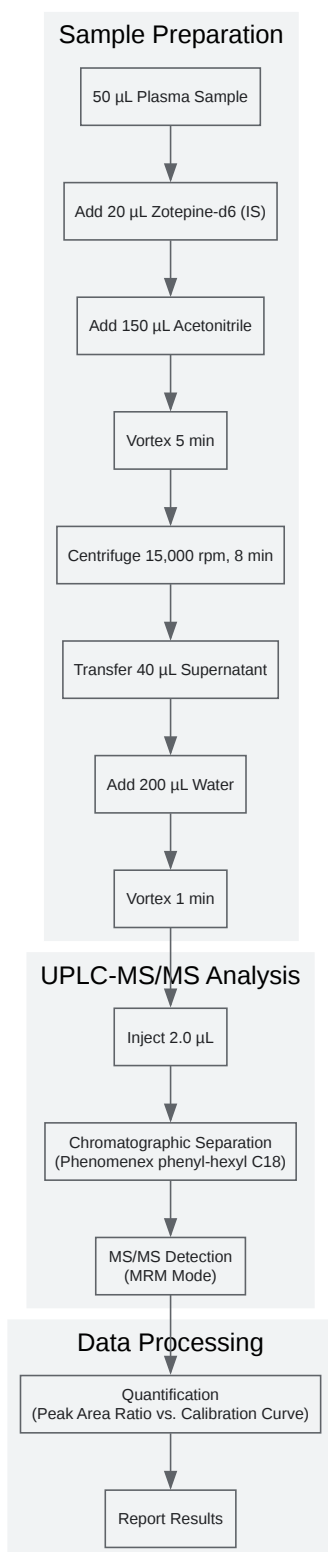 Sample Preparation
50 µL Plasma Sample
Add 20 µL Zotepine-d6 (IS)
Add 150 µL Acetonitrile
Vortex 5 min
Centrifuge 15,000 rpm, 8 min
Transfer 40 µL Supernatant
Add 200 µL Water
Vortex 1 min
UPLC-MS/MS Analysis
Inject 2.0 µL
Chromatographic Separation
(Phenomenex phenyl-hexyl C18)
MS/MS Detection
(MRM Mode)
Data Processing
Quantification
(Peak Area Ratio vs. Calibration Curve)
Report Results